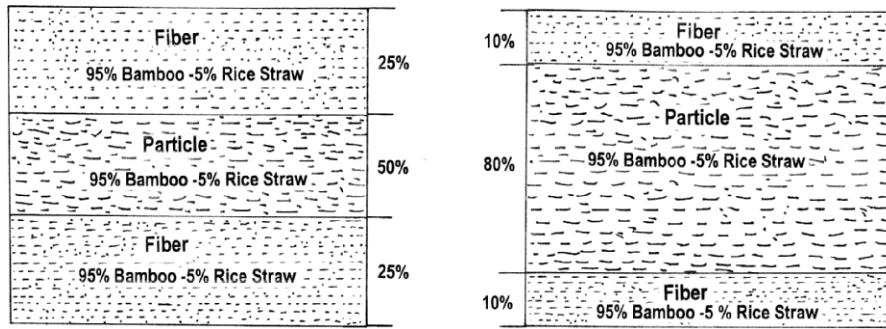 Fiber
95% Bamboo -5% Rice Straw
25%
Particle
95% Bamboo -5% Rice Straw
50%
Fiber
95% Bamboo -5% Rice Straw
25%
Fiber
95% Bamboo -5% Rice Straw
10%
Particle
95% Bamboo -5% Rice Straw
80%
Fiber
95% Bamboo -5 % Rice Straw
10%